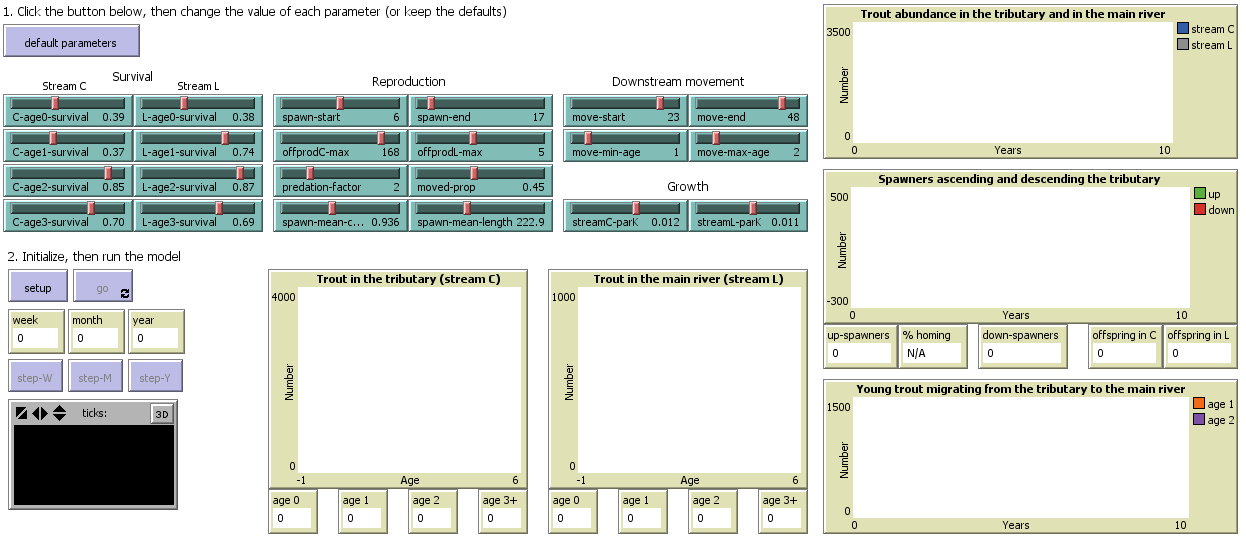 1. Click the button below, then change the value of each parameter (or keep the defaults)
default parameters
Survival
Stream C
Stream L
C-age0-survival 0.39
L-age0-survival 0.38
C-age1-survival 0.37
L-age1-survival 0.74
C-age2-survival 0.85
L-age2-survival 0.87
C-age3-survival 0.70
L-age3-survival 0.69
Reproduction
spawn-start 6
spawn-end 17
offprodC-max 168
offprodL-max 5
predation-factor 2
moved-prop 0.45
spawn-mean-c... 0.936
spawn-mean-length 222.9
Downstream movement
move-start 23
move-end 48
move-min-age 1
move-max-age 2
Growth
streamC-parK 0.012
streamL-parK 0.011
2. Initialize, then run the model
setup
go
week
0
month
0
year
0
step-W
step-M
step-Y
ticks:
3D
Trout in the tributary (stream C)
4000
Number
0
-1
Age
6
age 0
0
age 1
0
age 2
0
age 3+
0
Trout in the main river (stream L)
1000
Number
0
-1
Age
6
age 0
0
age 1
0
age 2
0
age 3+
0
Trout abundance in the tributary and in the main river
3500
Number
0
0
Years
10
stream C
stream L
Spawners ascending and descending the tributary
500
Number
-300
0
Years
10
up
down
up-spawners
0
% homing
N/A
down-spawners
0
offspring in C
0
offspring in L
0
Young trout migrating from the tributary to the main river
1500
Number
0
0
Years
10
age 1
age 2